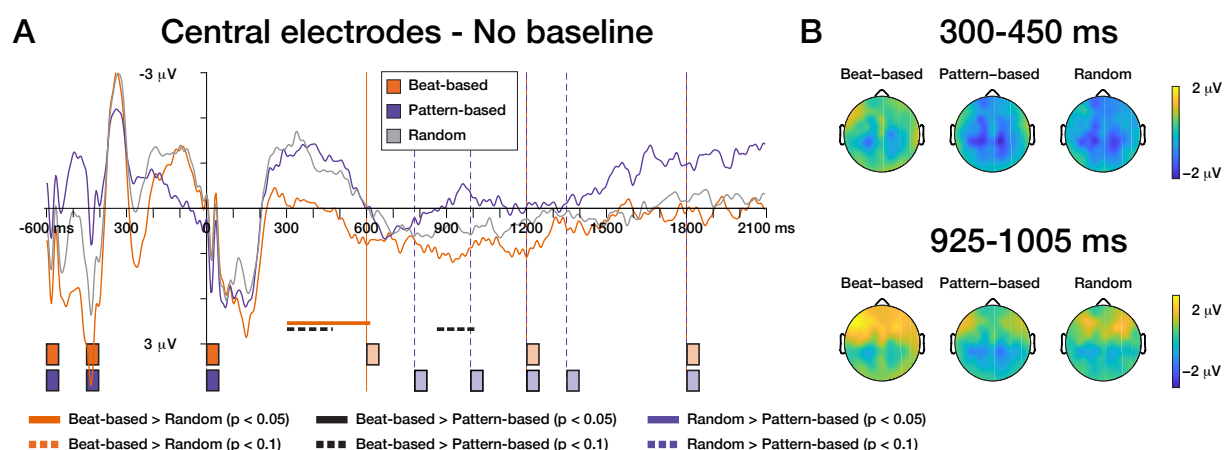 A
Central electrodes - No baseline
-3 µV
Beat-based
Pattern-based
Random
-600 ms
300
0
300
600
900
1200
1500
1800
2100 ms
3 µV
Beat-based > Random (p < 0.05)
Beat-based > Pattern-based (p < 0.05)
Random > Pattern-based (p < 0.05)
Beat-based > Random (p < 0.1)
Beat-based > Pattern-based (p < 0.1)
Random > Pattern-based (p < 0.1)
B
300-450 ms
Beat–based
Pattern–based
Random
2 µV
−2 µV
925-1005 ms
Beat–based
Pattern–based
Random
2 µV
−2 µV